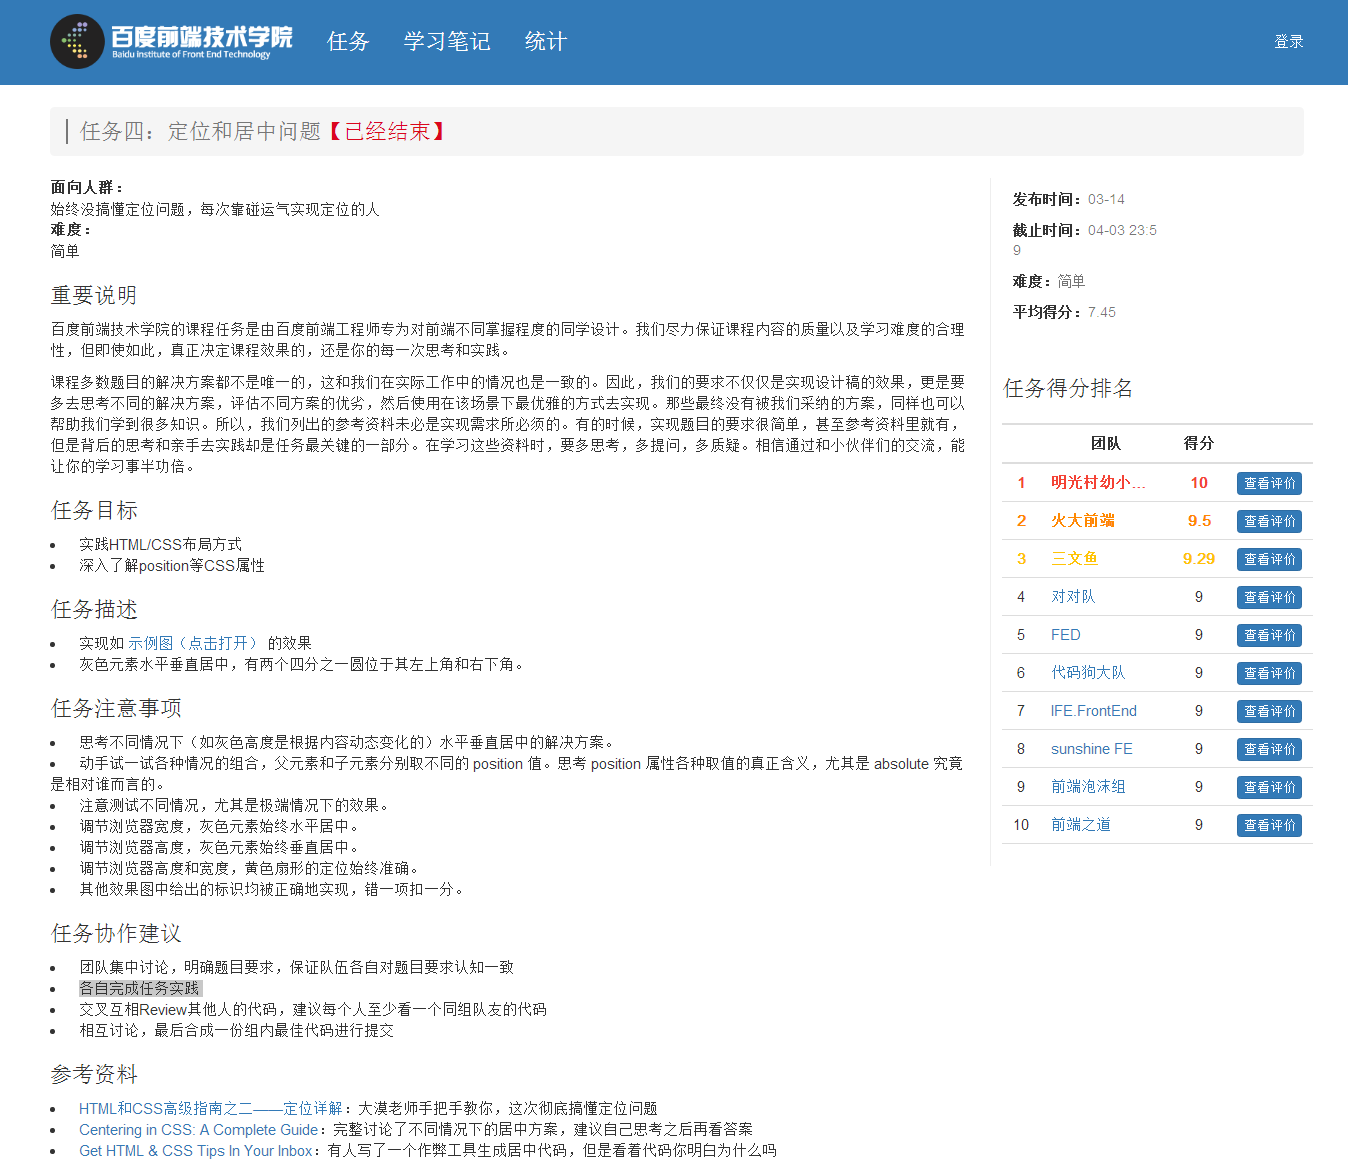 百度前端技术学院
Baidu Institute of Front End Technology
任务 学习笔记 统计 登录
任务四：定位和居中问题【已经结束】
面向人群：
始终没搞懂定位问题，每次靠碰运气实现定位的人
难度：
简单
重要说明
百度前端技术学院的课程任务是由百度前端工程师专为对前端不同掌握程度的同学设计。我们尽力保证课程内容的质量以及学习难度的合理
性，但即使如此，真正决定课程效果的，还是你的每一次思考和实践。
课程多数题目的解决方案都不是唯一的，这和我们在实际工作中的情况也是一致的。因此，我们的要求不仅仅是实现设计稿的效果，更是要
多去思考不同的解决方案，评估不同方案的优劣，然后使用在该场景下最优雅的方式去实现。那些最终没有被我们采纳的方案，同样也可以
帮助我们学到很多知识。所以，我们列出的参考资料未必是实现需求所必须的。有的时候，实现题目的要求很简单，甚至参考资料里就有，
但是背后的思考和亲手去实践却是任务最关键的一部分。在学习这些资料时，要多思考，多提问，多质疑。相信通过和小伙伴们的交流，能
让你的学习事半功倍。
任务目标
• 实践HTML/CSS布局方式
• 深入了解position等CSS属性
任务描述
• 实现如 示例图（点击打开） 的效果
• 灰色元素水平垂直居中，有两个四分之一圆位于其左上角和右下角。
任务注意事项
• 思考不同情况下（如灰色高度是根据内容动态变化的）水平垂直居中的解决方案。
• 动手试一试各种情况的组合，父元素和子元素分别取不同的 position 值。思考 position 属性各种取值的真正含义，尤其是 absolute 究竟
是相对谁而言的。
• 注意测试不同情况，尤其是极端情况下的效果。
• 调节浏览器宽度，灰色元素始终水平居中。
• 调节浏览器高度，灰色元素始终垂直居中。
• 调节浏览器高度和宽度，黄色扇形的定位始终准确。
• 其他效果图中给出的标识均被正确地实现，错一项扣一分。
任务协作建议
• 团队集中讨论，明确题目要求，保证队伍各自对题目要求认知一致
• 各自完成任务实践
• 交叉互相Review其他人的代码，建议每个人至少看一个同组队友的代码
• 相互讨论，最后合成一份组内最佳代码进行提交
参考资料
• HTML和CSS高级指南之二——定位详解：大漠老师手把手教你，这次彻底搞懂定位问题
• Centering in CSS: A Complete Guide：完整讨论了不同情况下的居中方案，建议自己思考之后再看答案
• Get HTML & CSS Tips In Your Inbox：有人写了一个作弊工具生成居中代码，但是看着代码你明白为什么吗
发布时间：03-14
截止时间：04-03 23:5
9
难度：简单
平均得分：7.45
任务得分排名
团队 得分
1 明光村幼小... 10 查看评价
2 火大前端 9.5 查看评价
3 三文鱼 9.29 查看评价
4 对对队 9 查看评价
5 FED 9 查看评价
6 代码狗大队 9 查看评价
7 IFE.FrontEnd 9 查看评价
8 sunshine FE 9 查看评价
9 前端泡沫组 9 查看评价
10 前端之道 9 查看评价